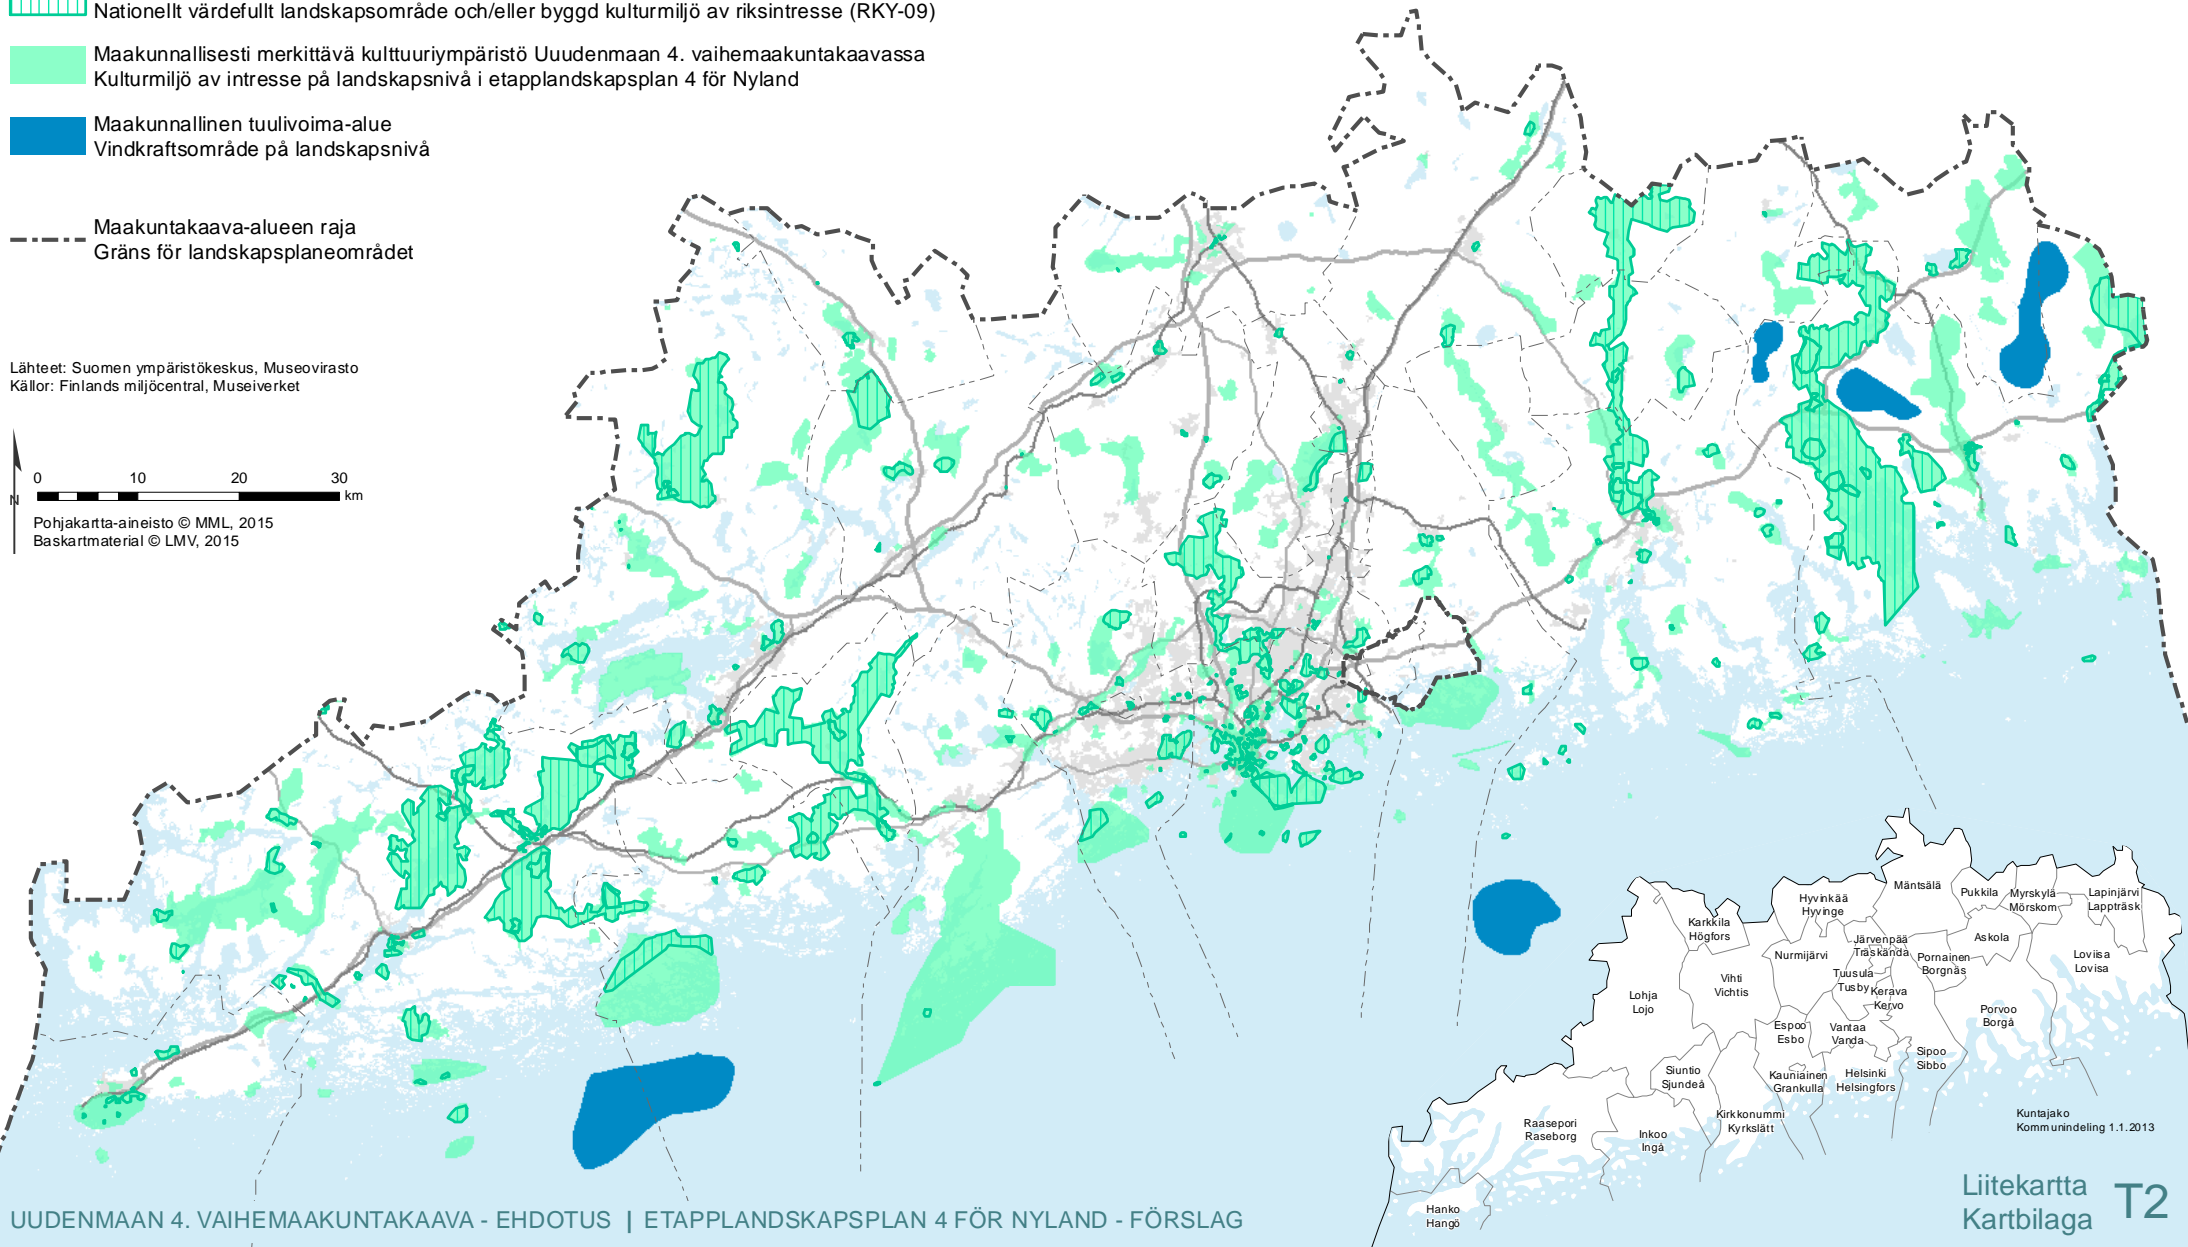 Nationellt värdefullt landskapsområde och/eller byggd kulturmiljö av riksintresse (RKY-09)
Maakunnallisesti merkittävä kulttuuriympäristö Uuudenmaan 4. vaihemaakuntakaavassa
Kulturmiljö av intresse på landskapsnivå i etapplandskapsplan 4 för Nyland
Maakunnallinen tuulivoima-alue
Vindkraftsområde på landskapsnivå
Maakuntakaava-alueen raja
Gräns för landskapsplaneområdet
Lähteet: Suomen ympäristökeskus, Museovirasto
Källor: Finlands miljöcentral, Museiverket
N
0 10 20 30
km
Pohjakartta-aineisto © MML, 2015
Baskartmaterial © LMV, 2015
Mäntsälä
Pukkila
Myrskylä
Mörskom
Lapinjärvi
Lappträsk
Hyvinkää
Hyvinge
Karkkila
Högfors
Järvenpää
Träskända
Askola
Nurmijärvi
Pornainen
Borgnäs
Loviisa
Lovisa
Vihti
Vichtis
Tuusula
Tusby
Kerava
Kervo
Lohja
Lojo
Porvoo
Borgå
Espoo
Esbo
Vantaa
Vanda
Sipoo
Sibbo
Siuntio
Sjundeå
Kauniainen
Grankulla
Helsinki
Helsingfors
Kirkkonummi
Kyrkslätt
Raasepori
Raseborg
Inkoo
Ingå
Hanko
Hangö
Kuntajako
Kommunindeling 1.1.2013
Liitekartta
Kartbilaga
T2
UUDENMAAN 4. VAIHEMAAKUNTAKAAVA - EHDOTUS | ETAPPLANDSKAPSPLAN 4 FÖR NYLAND - FÖRSLAG